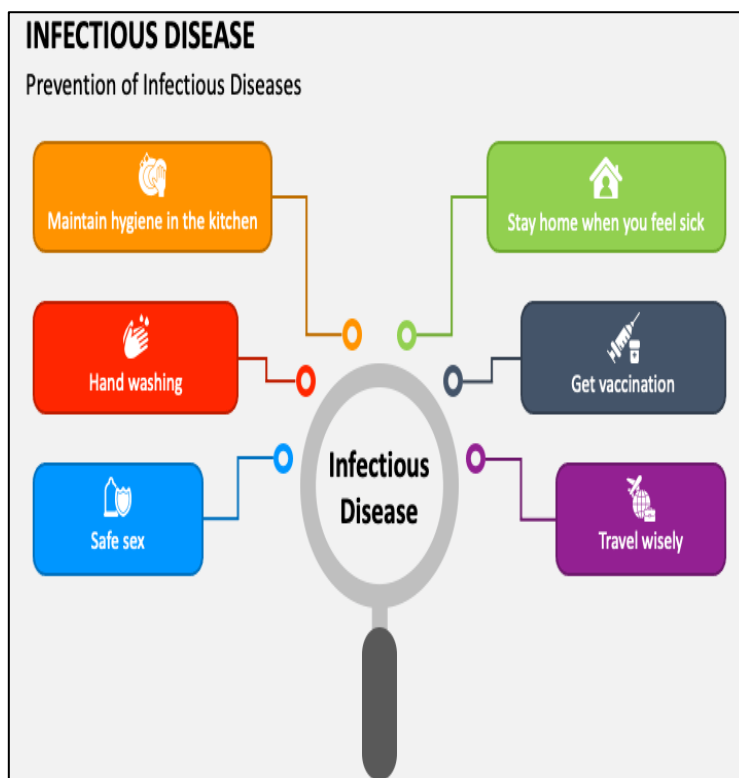 INFECTIOUS DISEASE
Prevention of Infectious Diseases
Maintain hygiene in the kitchen
Stay home when you feel sick
Hand washing
Get vaccination
Infectious
Disease
Safe sex
Travel wisely